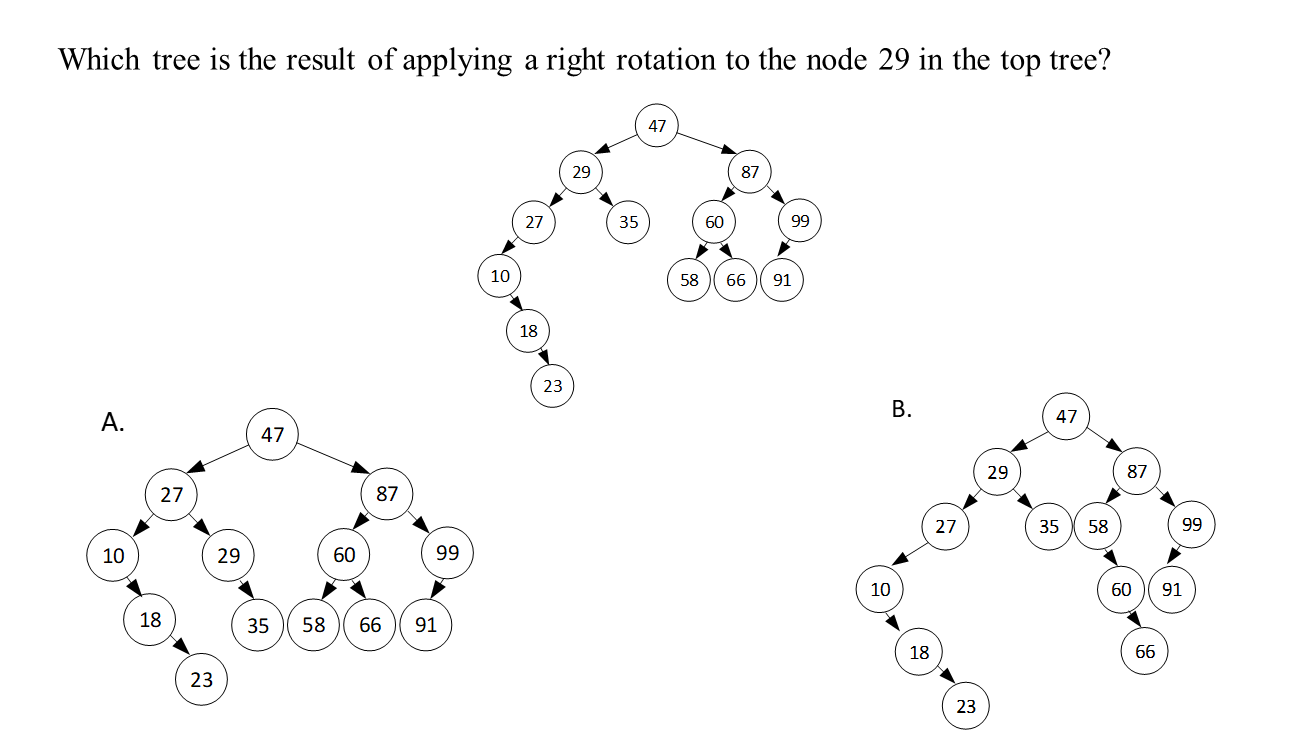 Which tree is the result of applying a right rotation to the node 29 in the top tree?
47
29 87
27 35 60 99
10 58 66 91
18
23
A.
47
27 87
10 29 60 99
18 35 58 66 91
23
B.
47
29 87
27 35 58 99
10 60 91
18 66
23